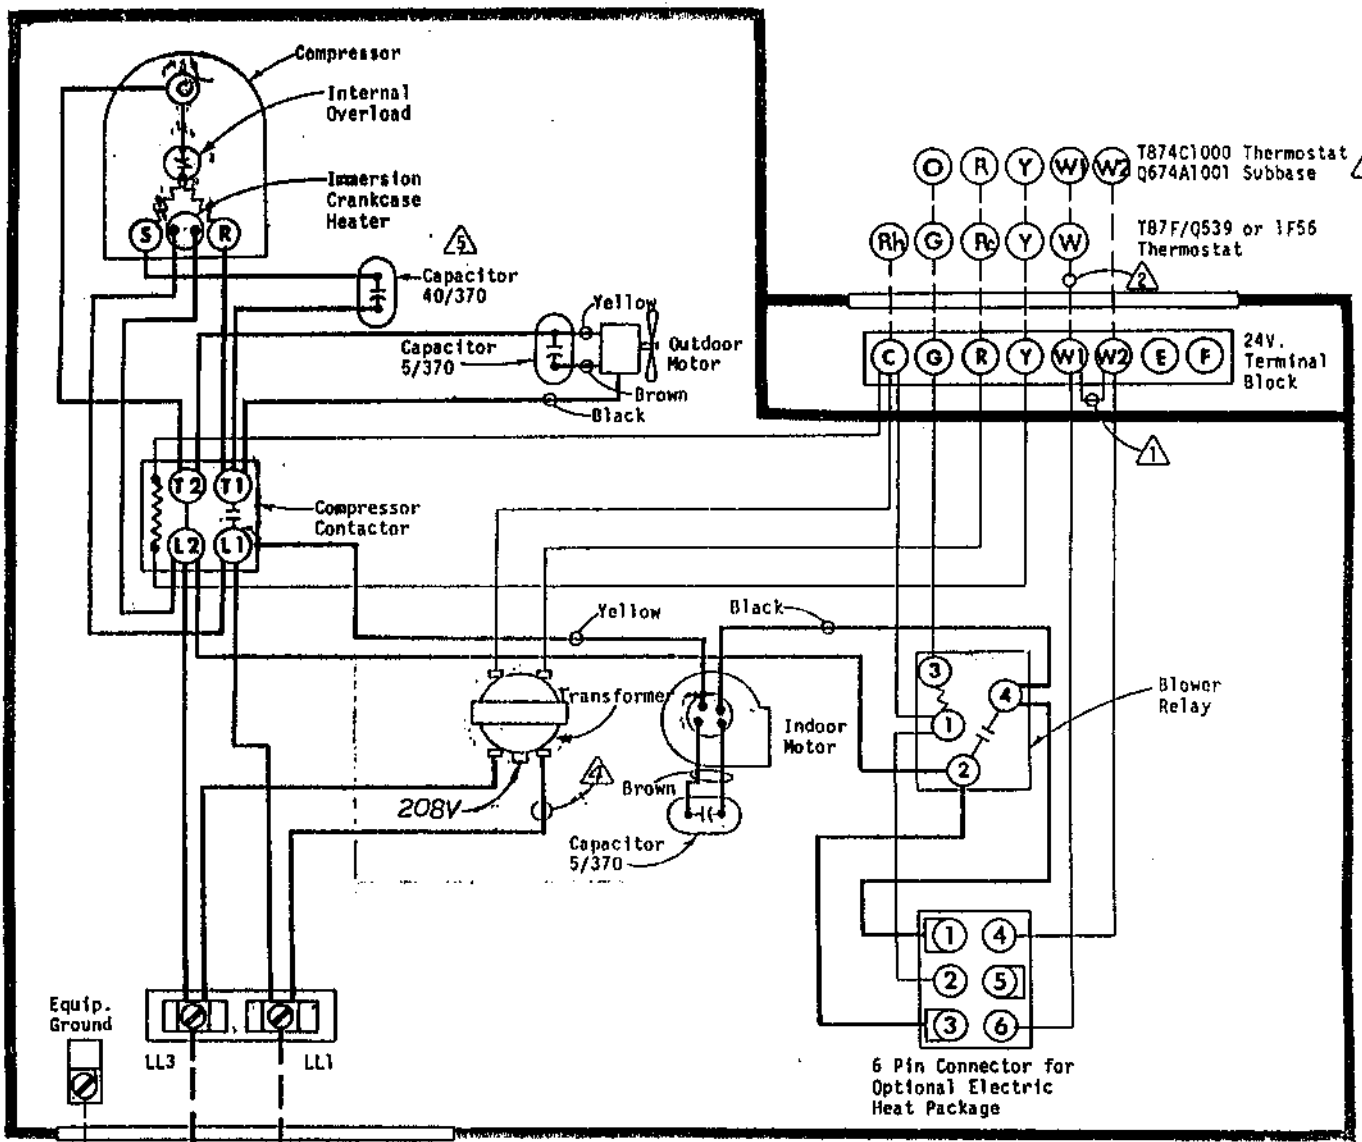 Compressor
Internal
Overload
Immersion
Crankcase
Heater
S
R
5
Capacitor
40/370
Yellow
Capacitor
5/370
Outdoor
Motor
Brown
Black
O R Y W1 W2
T874C1000 Thermostat
Q674A1001 Subbase
Rh G Rc Y W
T87F/Q539 or 1F56
Thermostat
2
C G R Y W1 W2 E F
24V.
Terminal
Block
1
T2 T1
L2 L1
Compressor
Contactor
Yellow
Black
3
4
1
2
Blower
Relay
Transformer
Indoor
Motor
208V
4
Brown
Capacitor
5/370
1 4
2 5
3 6
6 Pin Connector for
Optional Electric
Heat Package
Equip.
Ground
LL3
LL1